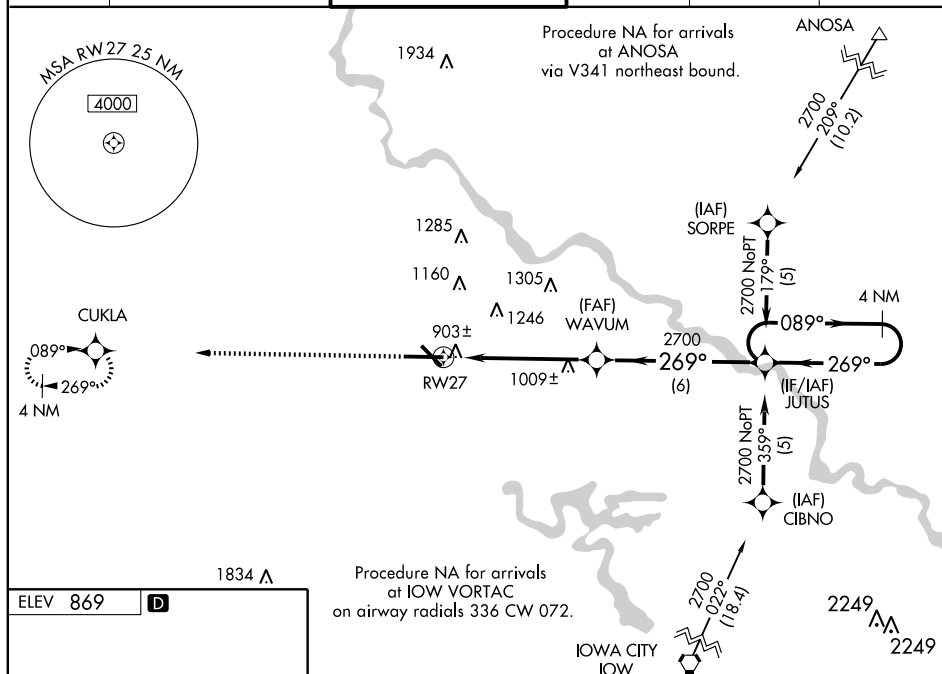 MSA RW27 25 NM
4000
1934
Procedure NA for arrivals
at ANOSA
via V341 northeast bound.
ANOSA
2700
209°
(10.2)
(IAF)
SORPE
2700 NoPT
179°
(5)
1285
1160
1305
1246
(FAF)
WAVUM
4 NM
089°
CUKLA
089°
269°
4 NM
903±
RW27
1009±
2700
269°
(6)
269°
(IF/IAF)
JUTUS
2700 NoPT
359°
(5)
(IAF)
CIBNO
1834
Procedure NA for arrivals
at IOW VORTAC
on airway radials 336 CW 072.
2700
022°
(18.4)
2249
2249
ELEV 869 D
IOWA CITY
IOW